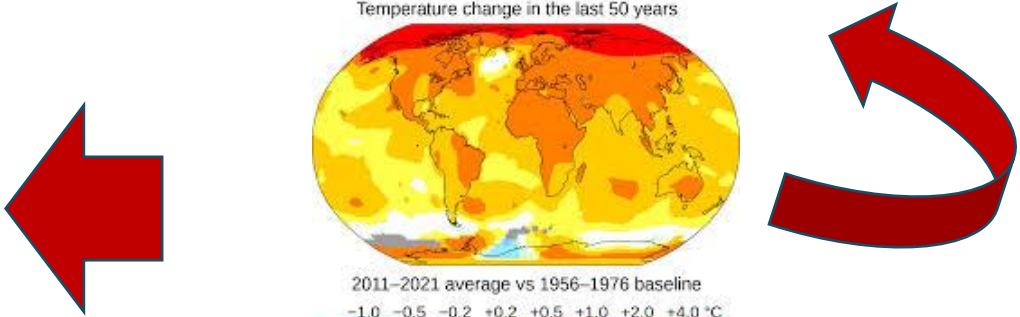 Temperature change in the last 50 years
2011–2021 average vs 1956–1976 baseline
−1.0 −0.5 −0.2 +0.2 +0.5 +1.0 +2.0 +4.0 °C